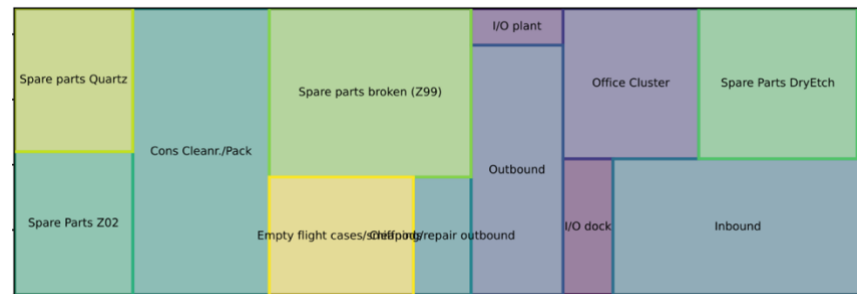 I/O plant
Spare parts Quartz
Office Cluster
Spare Parts DryEtch
Spare parts broken (Z99)
Cons Cleanr./Pack
Outbound
Spare Parts Z02
I/O dock
Inbound
Empty flight cases/
/repair outbound